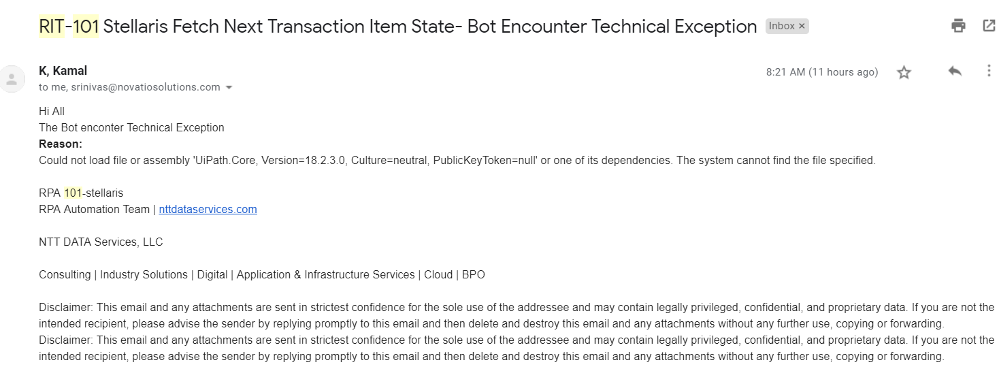 RIT-101 Stellaris Fetch Next Transaction Item State- Bot Encounter Technical Exception Inbox ×
K, Kamal 8:21 AM (11 hours ago)
to me, srinivas@novatiosolutions.com
Hi All
The Bot enconter Technical Exception
Reason:
Could not load file or assembly 'UiPath.Core, Version=18.2.3.0, Culture=neutral, PublicKeyToken=null' or one of its dependencies. The system cannot find the file specified.
RPA 101-stellaris
RPA Automation Team | nttdataservices.com
NTT DATA Services, LLC
Consulting | Industry Solutions | Digital | Application & Infrastructure Services | Cloud | BPO
Disclaimer: This email and any attachments are sent in strictest confidence for the sole use of the addressee and may contain legally privileged, confidential, and proprietary data. If you are not the
intended recipient, please advise the sender by replying promptly to this email and then delete and destroy this email and any attachments without any further use, copying or forwarding.
Disclaimer: This email and any attachments are sent in strictest confidence for the sole use of the addressee and may contain legally privileged, confidential, and proprietary data. If you are not the
intended recipient, please advise the sender by replying promptly to this email and then delete and destroy this email and any attachments without any further use, copying or forwarding.